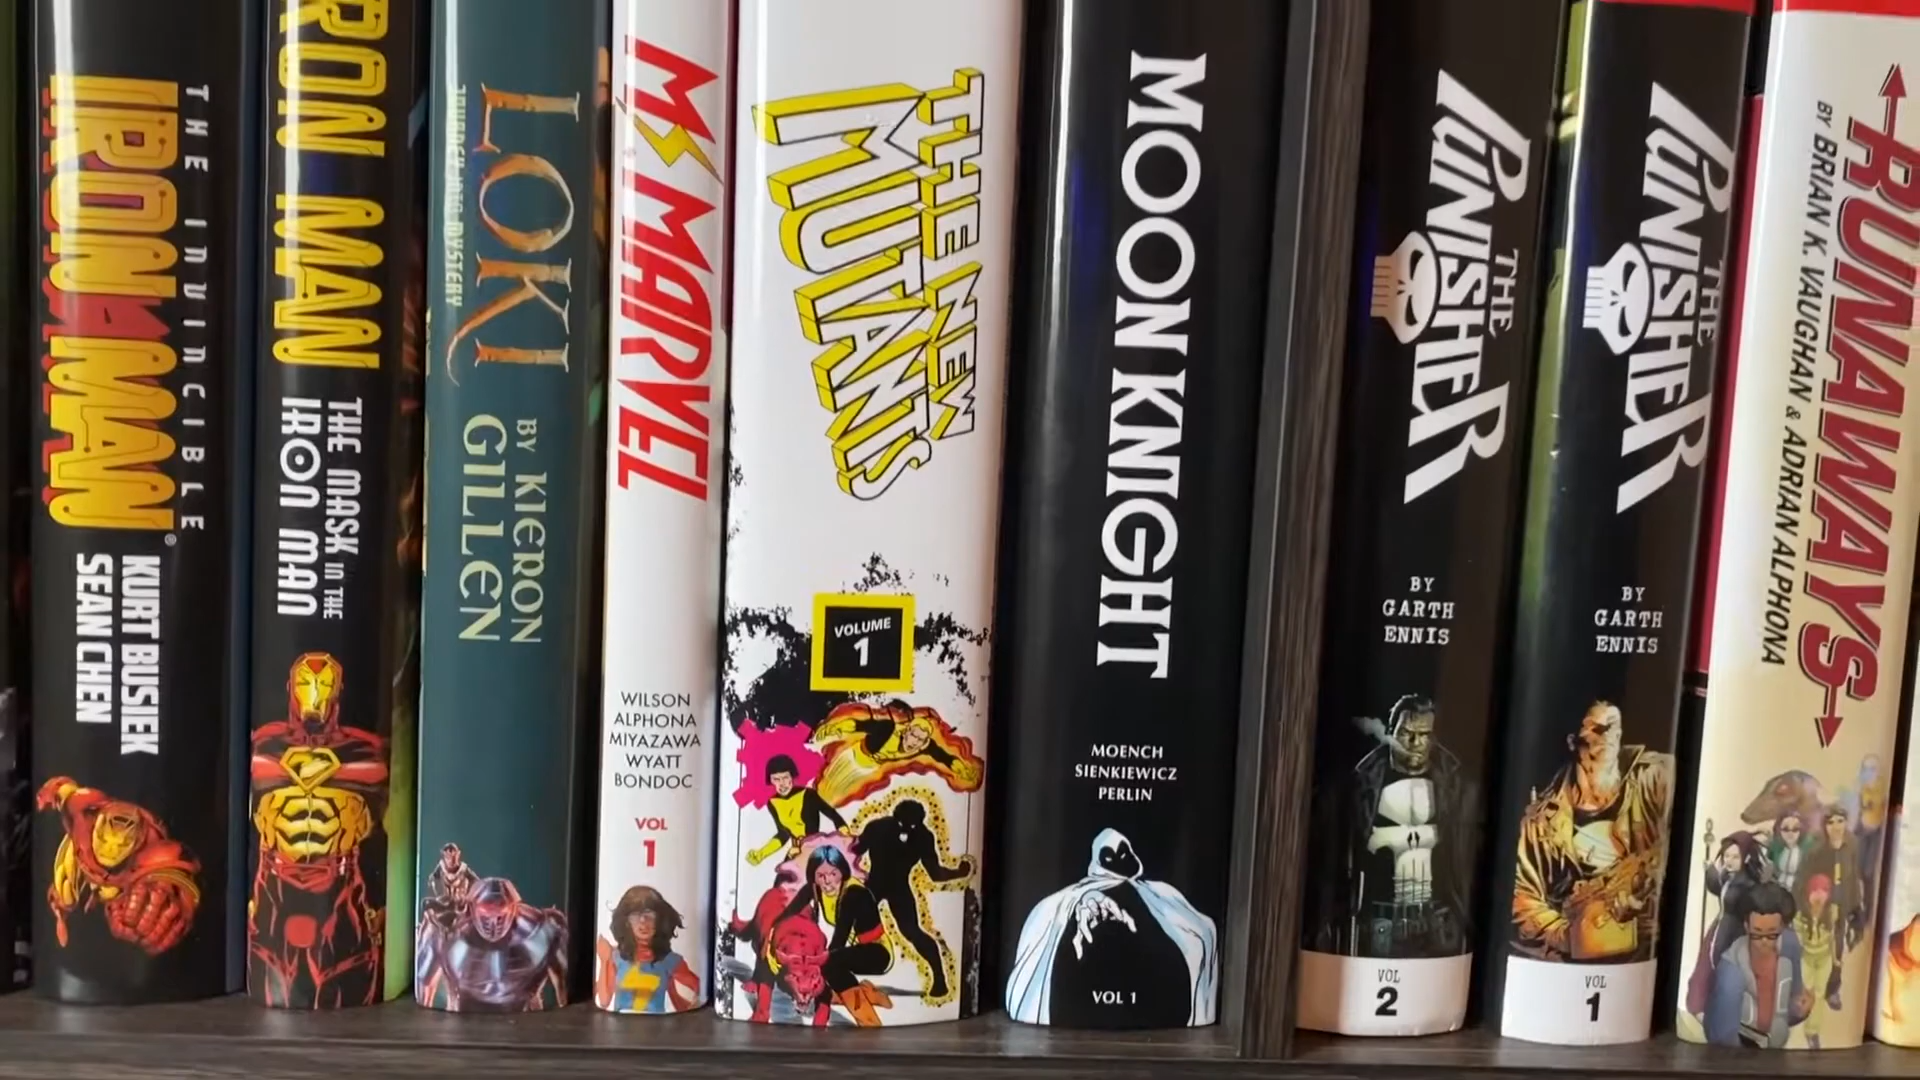 THE INVINCIBLE
IRON MAN®
KURT BUSIEK
SEAN CHEN
IRON MAN
THE MASK IN THE
IRON MAN
LOKI
JOURNEY INTO MYSTERY
BY KIERON
GILLEN
MS MARVEL
WILSON
ALPHONA
MIYAZAWA
WYATT
BONDOC
VOL
1
THE NEW
MUTANTS
VOLUME
1
MOON KNIGHT
MOENCH
SIENKIEWICZ
PERLIN
VOL 1
THE
PUNISHER
BY
GARTH
ENNIS
VOL
2
THE
PUNISHER
BY
GARTH
ENNIS
VOL
1
RUNAWAYS
BY BRIAN K. VAUGHAN & ADRIAN ALPHONA